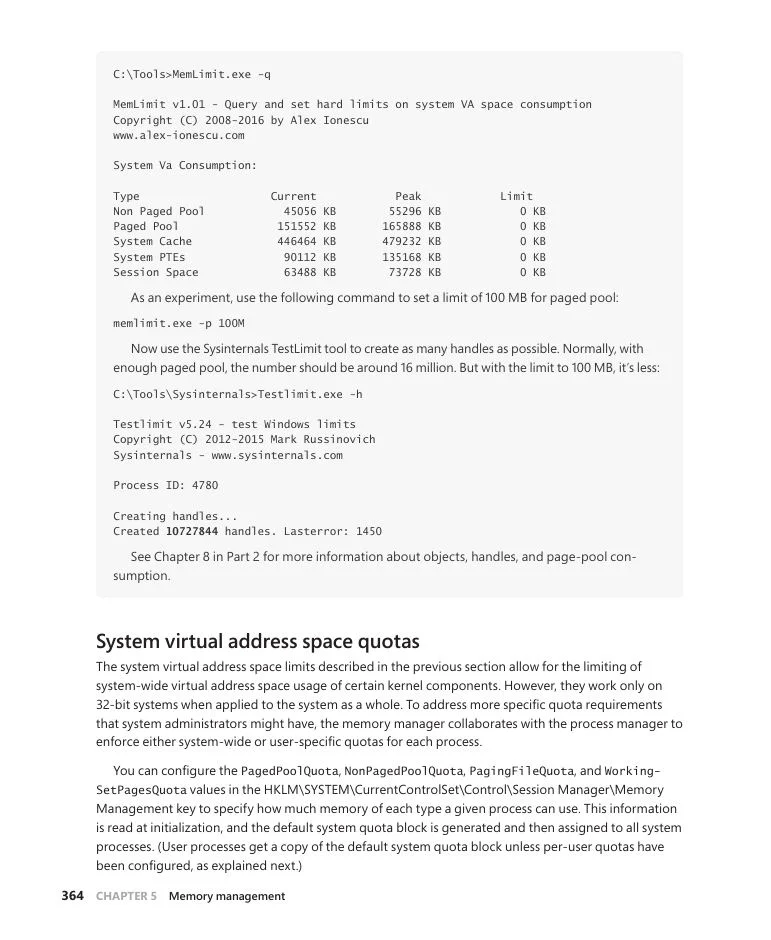 C:\Tools>MemLimit.exe -q
MemLimit v1.01 - Query and set hard limits on system VA space consumption
Copyright (C) 2008-2016 by Alex Ionescu
www.alex-ionescu.com
System Va Consumption:
Type Current Peak Limit
Non Paged Pool 45056 KB 55296 KB 0 KB
Paged Pool 151552 KB 165888 KB 0 KB
System Cache 446464 KB 479232 KB 0 KB
System PTEs 90112 KB 135168 KB 0 KB
Session Space 63488 KB 73728 KB 0 KB
As an experiment, use the following command to set a limit of 100 MB for paged pool:
memlimit.exe -p 100M
Now use the Sysinternals TestLimit tool to create as many handles as possible. Normally, with
enough paged pool, the number should be around 16 million. But with the limit to 100 MB, it's less:
C:\Tools\Sysinternals>Testlimit.exe -h
Testlimit v5.24 - test Windows limits
Copyright (C) 2012-2015 Mark Russinovich
Sysinternals - www.sysinternals.com
Process ID: 4780
Creating handles...
Created 10727844 handles. Lasterror: 1450
See Chapter 8 in Part 2 for more information about objects, handles, and page-pool con-
sumption.
System virtual address space quotas
The system virtual address space limits described in the previous section allow for the limiting of
system-wide virtual address space usage of certain kernel components. However, they work only on
32-bit systems when applied to the system as a whole. To address more specific quota requirements
that system administrators might have, the memory manager collaborates with the process manager to
enforce either system-wide or user-specific quotas for each process.
You can configure the PagedPoolQuota, NonPagedPoolQuota, PagingFileQuota, and Working-
SetPagesQuota values in the HKLM\SYSTEM\CurrentControlSet\Control\Session Manager\Memory
Management key to specify how much memory of each type a given process can use. This information
is read at initialization, and the default system quota block is generated and then assigned to all system
processes. (User processes get a copy of the default system quota block unless per-user quotas have
been configured, as explained next.)
364 CHAPTER 5 Memory management